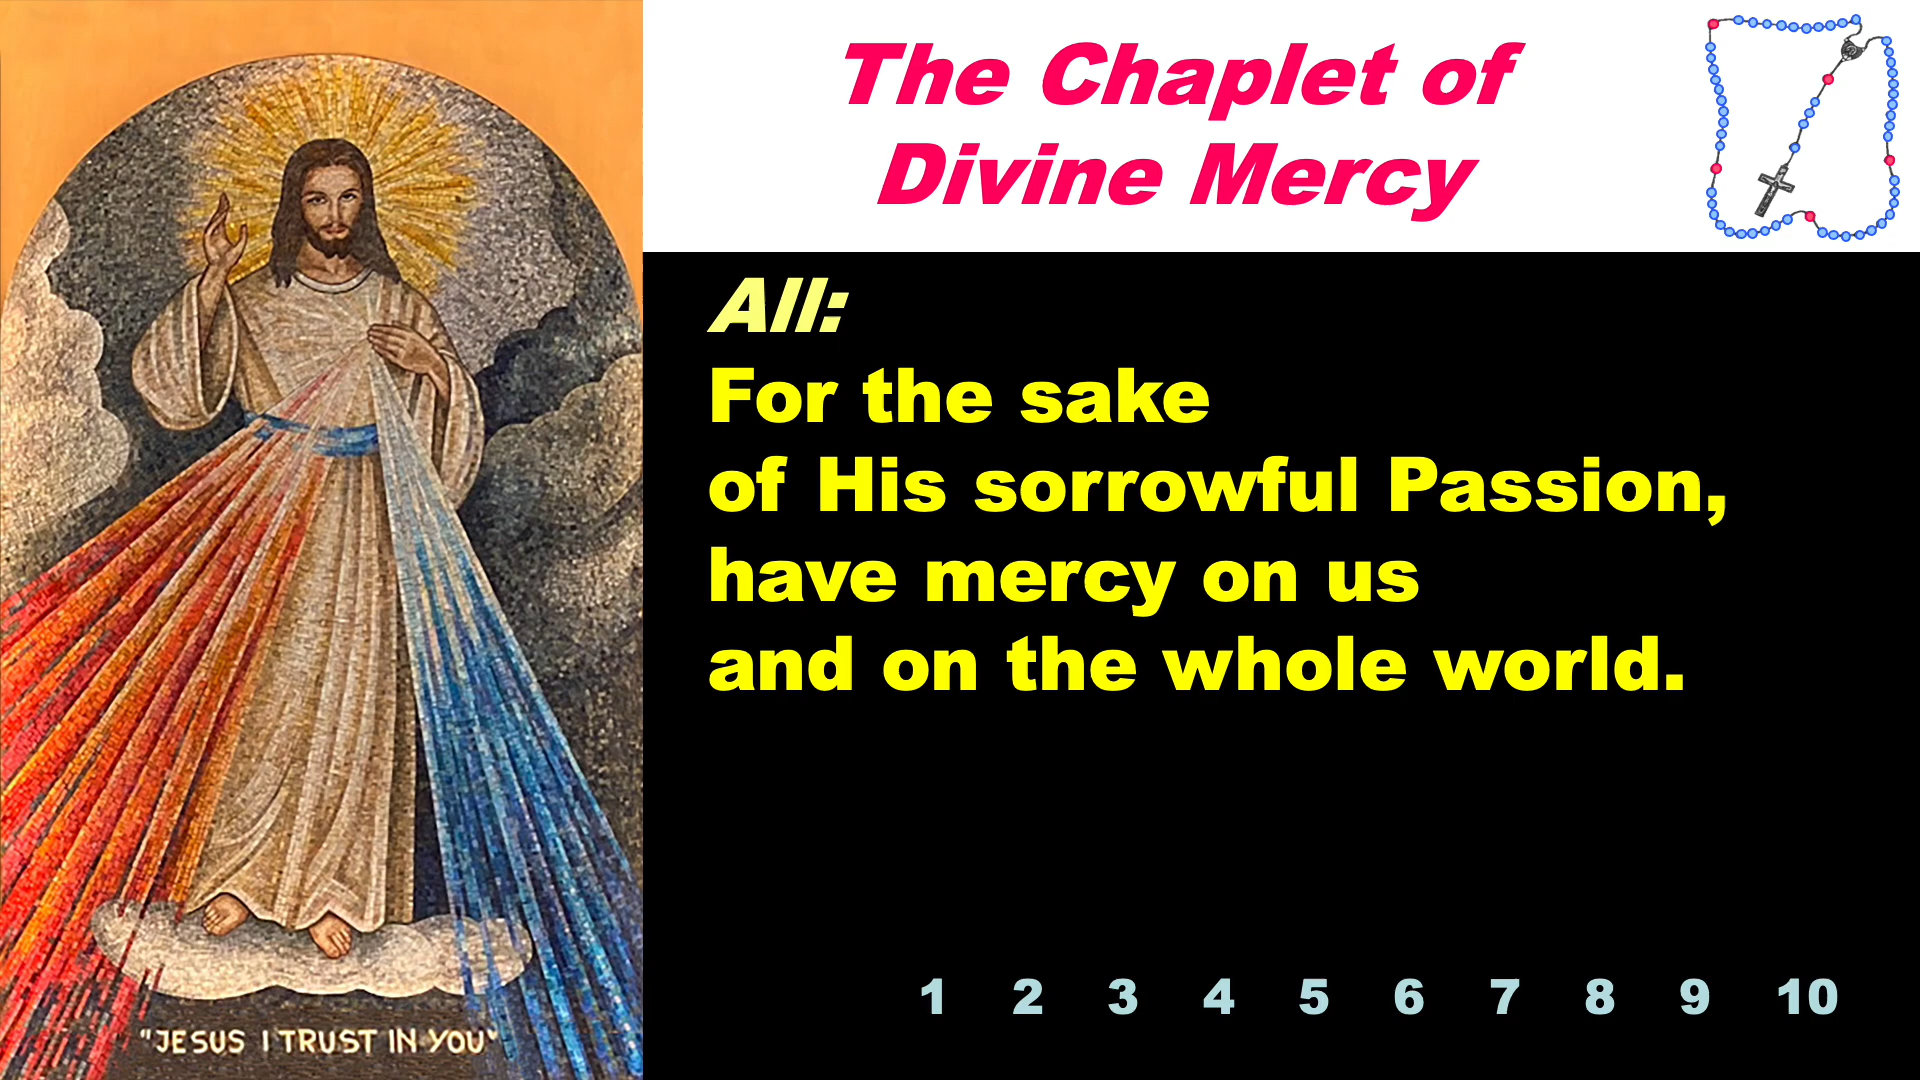 The Chaplet of
Divine Mercy
All:
For the sake
of His sorrowful Passion,
have mercy on us
and on the whole world.
1 2 3 4 5 6 7 8 9 10
"JESUS I TRUST IN YOU"